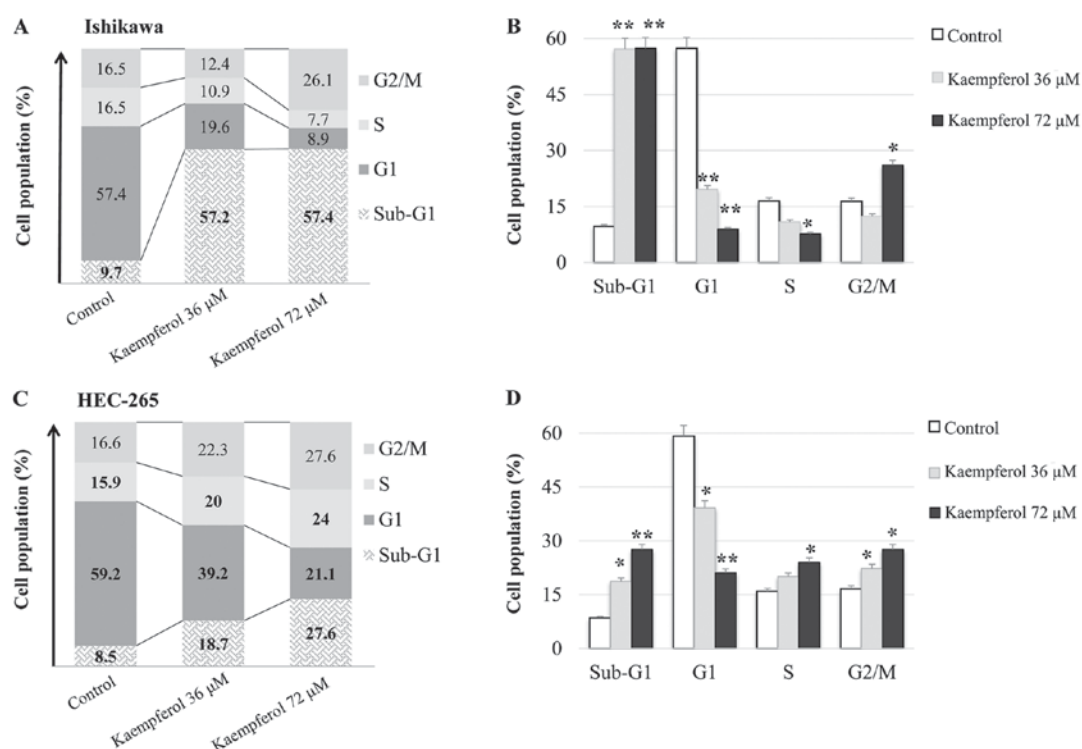 A
Ishikawa
Cell population (%)
16.5
16.5
57.4
9.7
12.4
10.9
19.6
57.2
26.1
7.7
8.9
57.4
G2/M
S
G1
Sub-G1
Control
Kaempferol 36 µM
Kaempferol 72 µM
B
Cell population (%)
60
45
30
15
0
** **
**
**
*
*
Sub-G1 G1 S G2/M
Control
Kaempferol 36 µM
Kaempferol 72 µM
C
HEC-265
Cell population (%)
16.6
15.9
59.2
8.5
22.3
20
39.2
18.7
27.6
24
21.1
27.6
G2/M
S
G1
Sub-G1
Control
Kaempferol 36 µM
Kaempferol 72 µM
D
Cell population (%)
60
45
30
15
0
* **
*
**
*
* *
Sub-G1 G1 S G2/M
Control
Kaempferol 36 µM
Kaempferol 72 µM